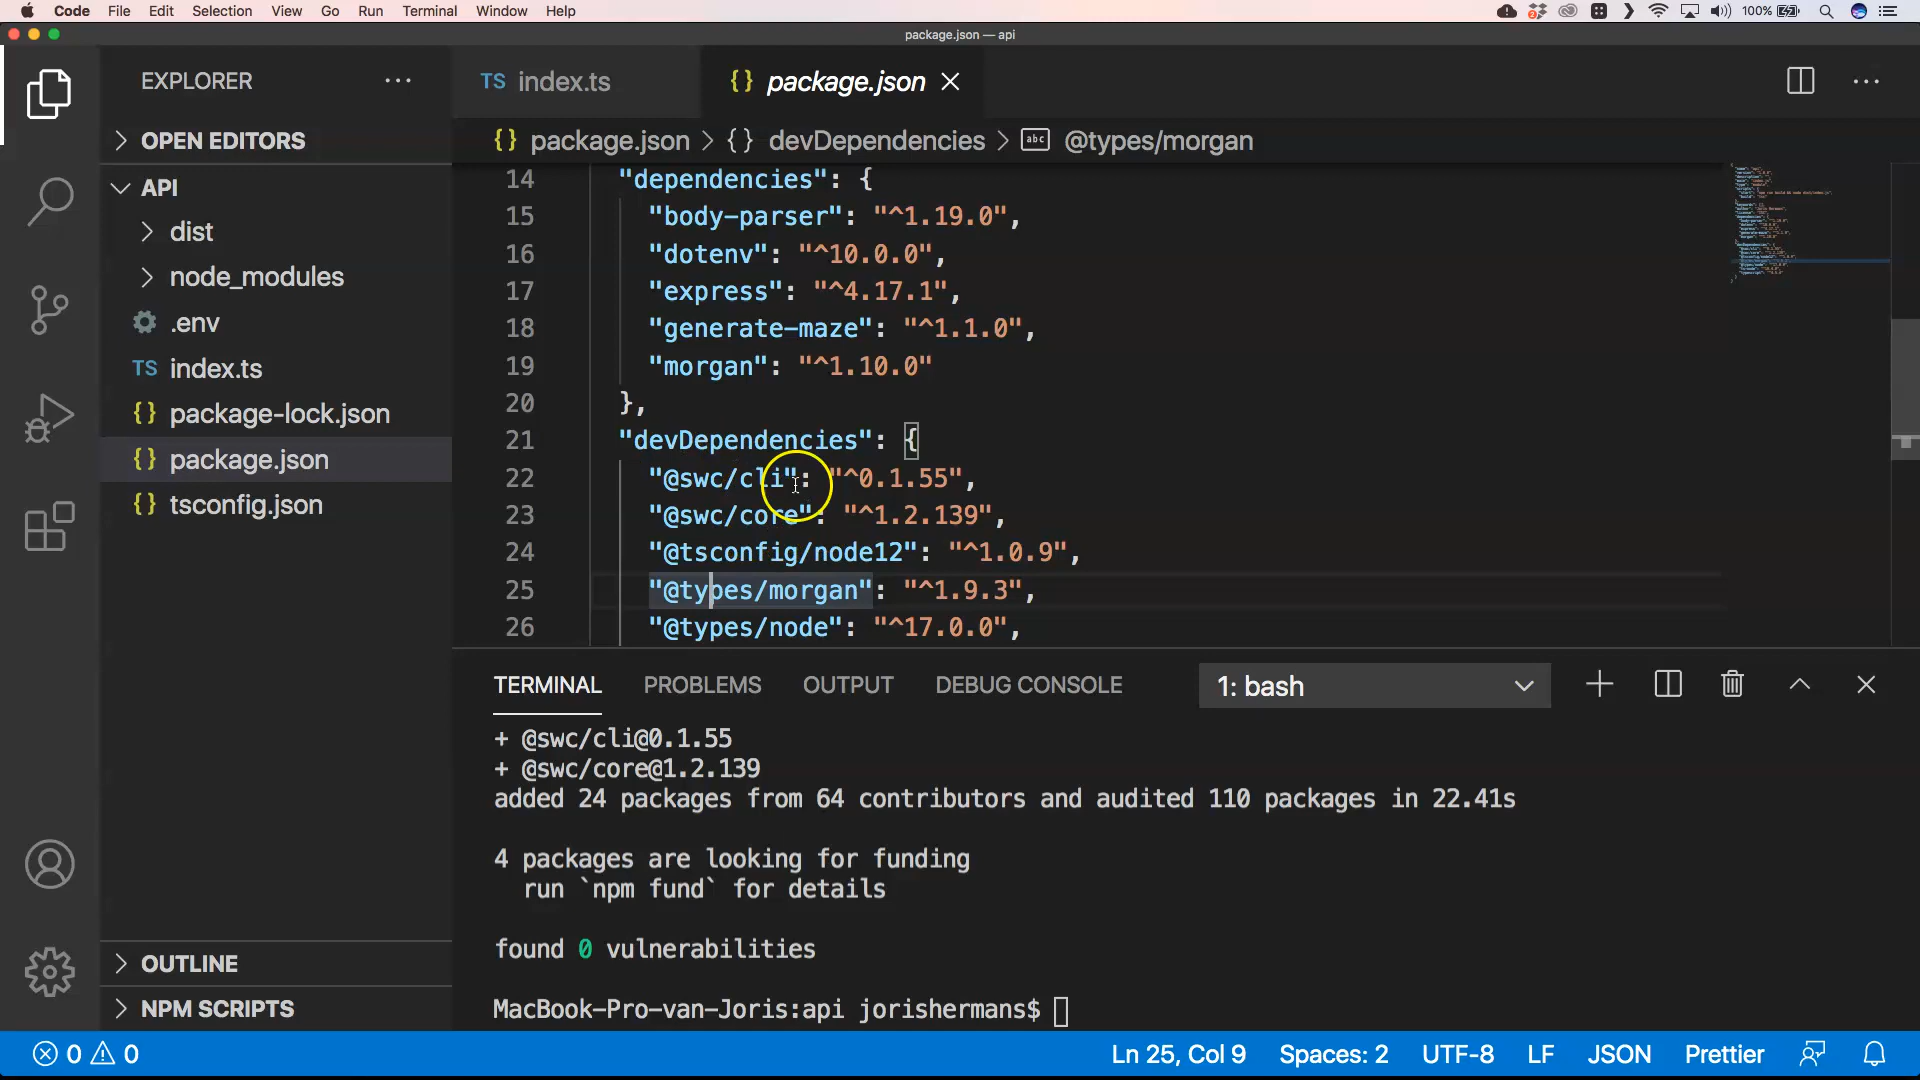 Code File Edit Selection View Go Run Terminal Window Help 100%
package.json — api
EXPLORER
TS index.ts
{} package.json
OPEN EDITORS
{} package.json > {} devDependencies > abc @types/morgan
API
dist
node_modules
.env
TS index.ts
{} package-lock.json
{} package.json
{} tsconfig.json
14 "dependencies": {
15 "body-parser": "^1.19.0",
16 "dotenv": "^10.0.0",
17 "express": "^4.17.1",
18 "generate-maze": "^1.1.0",
19 "morgan": "^1.10.0"
20 },
21 "devDependencies": {
22 "@swc/cli": "^0.1.55",
23 "@swc/core": "^1.2.139",
24 "@tsconfig/node12": "^1.0.9",
25 "@types/morgan": "^1.9.3",
26 "@types/node": "^17.0.0",
TERMINAL PROBLEMS OUTPUT DEBUG CONSOLE 1: bash
+ @swc/cli@0.1.55
+ @swc/core@1.2.139
added 24 packages from 64 contributors and audited 110 packages in 22.41s
4 packages are looking for funding
run `npm fund` for details
found 0 vulnerabilities
MacBook-Pro-van-Joris:api jorishermans$
OUTLINE
NPM SCRIPTS
0 0 Ln 25, Col 9 Spaces: 2 UTF-8 LF JSON Prettier